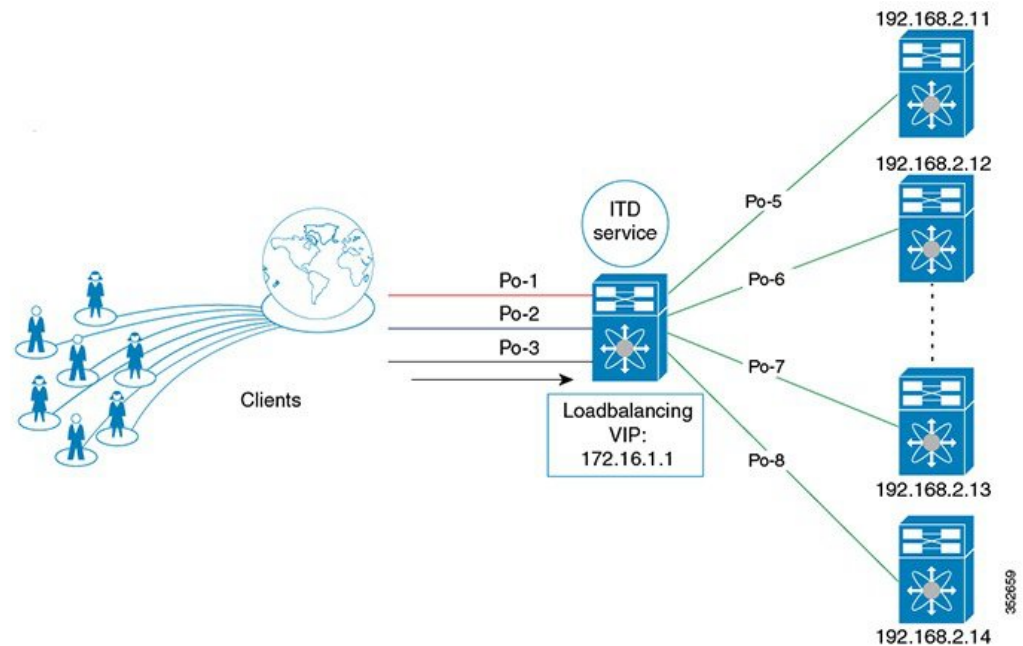 192.168.2.11
192.168.2.12
Po-5
ITD
service
Po-6
Po-1
Po-2
Po-3
Po-7
Clients
Loadbalancing
VIP:
172.16.1.1
Po-8
192.168.2.13
192.168.2.14
352659